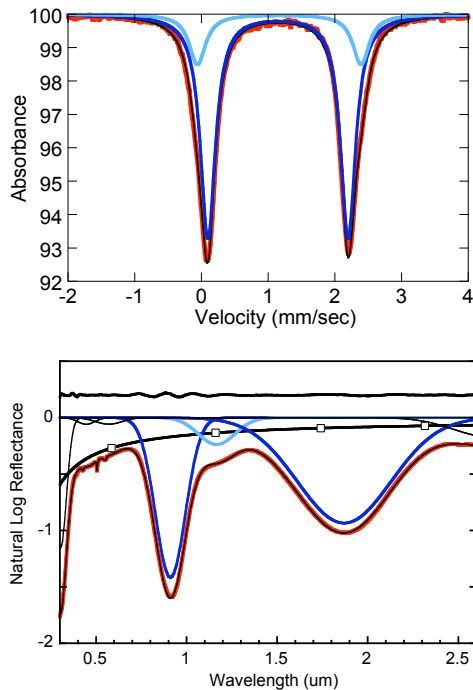 100
99
98
97
96
95
94
93
92
Absorbance
-2 -1 0 1 2 3 4
Velocity (mm/sec)
0
-1
-2
Natural Log Reflectance
0.5 1 1.5 2 2.5
Wavelength (um)